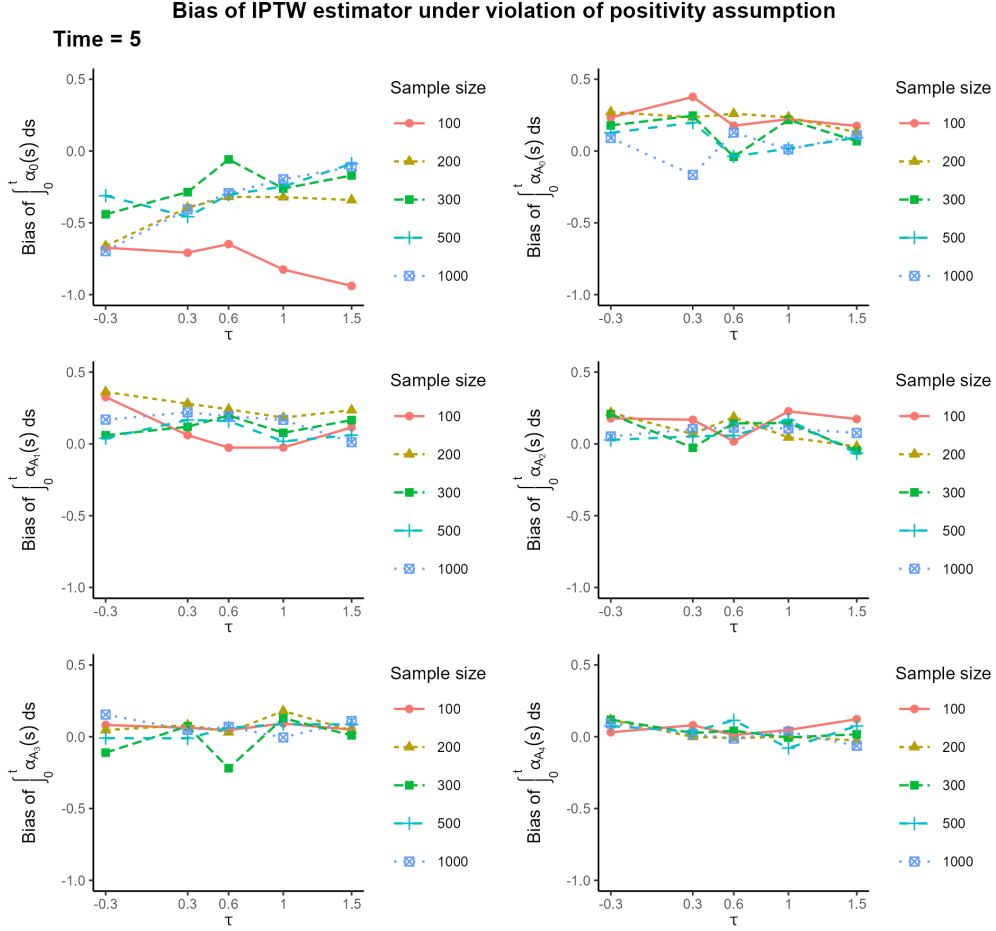 Bias of IPTW estimator under violation of positivity assumption
Time = 5
Bias of ∫₀ᵗ α₀(s) ds
0.5
0.0
-0.5
-1.0
-0.3 0.3 0.6 1 1.5
τ
Sample size
100
200
300
500
1000
Bias of ∫₀ᵗ α_A₀(s) ds
0.5
0.0
-0.5
-1.0
-0.3 0.3 0.6 1 1.5
τ
Sample size
100
200
300
500
1000
Bias of ∫₀ᵗ α_A₁(s) ds
0.5
0.0
-0.5
-1.0
-0.3 0.3 0.6 1 1.5
τ
Sample size
100
200
300
500
1000
Bias of ∫₀ᵗ α_A₂(s) ds
0.5
0.0
-0.5
-1.0
-0.3 0.3 0.6 1 1.5
τ
Sample size
100
200
300
500
1000
Bias of ∫₀ᵗ α_A₃(s) ds
0.5
0.0
-0.5
-1.0
-0.3 0.3 0.6 1 1.5
τ
Sample size
100
200
300
500
1000
Bias of ∫₀ᵗ α_A₄(s) ds
0.5
0.0
-0.5
-1.0
-0.3 0.3 0.6 1 1.5
τ
Sample size
100
200
300
500
1000